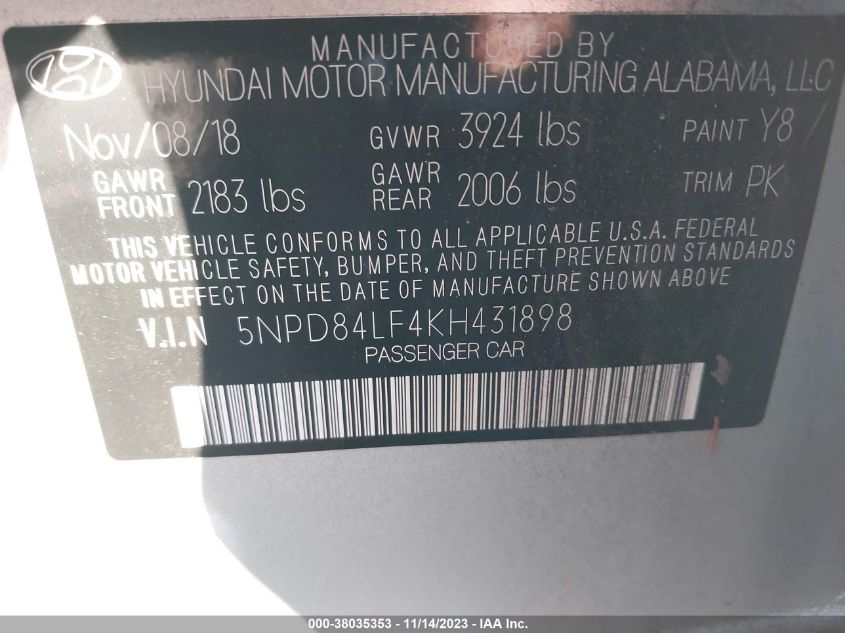 MANUFACTURED BY
HYUNDAI MOTOR MANUFACTURING ALABAMA, LLC
Nov/08/18 GVWR 3924 lbs PAINT Y8 /
GAWR FRONT 2183 lbs GAWR REAR 2006 lbs TRIM PK
THIS VEHICLE CONFORMS TO ALL APPLICABLE U.S.A. FEDERAL
MOTOR VEHICLE SAFETY, BUMPER, AND THEFT PREVENTION STANDARDS
IN EFFECT ON THE DATE OF MANUFACTURE SHOWN ABOVE
V.I.N 5NPD84LF4KH431898
PASSENGER CAR
000-38035353 - 11/14/2023 - IAA Inc.